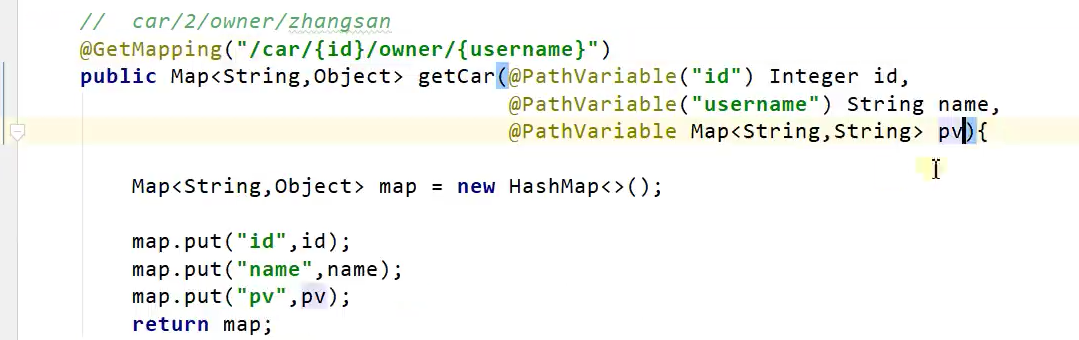 //  car/2/owner/zhangsan
@GetMapping("/car/{id}/owner/{username}")
public Map<String,Object> getCar(@PathVariable("id") Integer id,
@PathVariable("username") String name,
@PathVariable Map<String,String> pv){
Map<String,Object> map = new HashMap<>();
map.put("id",id);
map.put("name",name);
map.put("pv",pv);
return map;